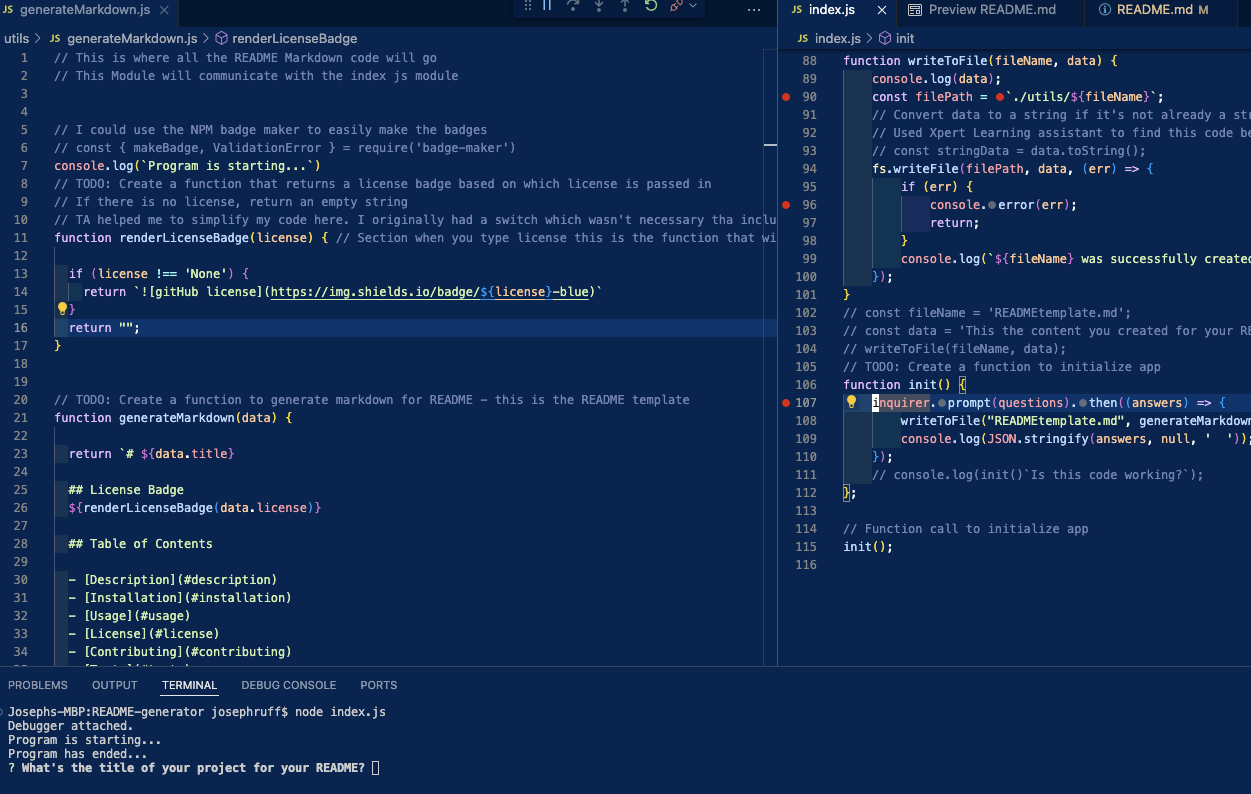 JS generateMarkdown.js
utils > JS generateMarkdown.js > renderLicenseBadge
1 // This is where all the README Markdown code will go
2 // This Module will communicate with the index js module
3
4
5 // I could use the NPM badge maker to easily make the badges
6 // const { makeBadge, ValidationError } = require('badge-maker')
7 console.log(`Program is starting...`)
8 // TODO: Create a function that returns a license badge based on which license is passed in
9 // If there is no license, return an empty string
10 // TA helped me to simplify my code here. I originally had a switch which wasn't necessary tha inclu
11 function renderLicenseBadge(license) { // Section when you type license this is the function that wi
12
13 if (license !== 'None') {
14 return `![gitHub license](https://img.shields.io/badge/${license}-blue)`
15 }
16 return "";
17 }
18
19
20 // TODO: Create a function to generate markdown for README - this is the README template
21 function generateMarkdown(data) {
22
23 return `# ${data.title}
24
25 ## License Badge
26 ${renderLicenseBadge(data.license)}
27
28 ## Table of Contents
29
30 - [Description](#description)
31 - [Installation](#installation)
32 - [Usage](#usage)
33 - [License](#license)
34 - [Contributing](#contributing)
JS index.js Preview README.md README.md M
JS index.js > init
88 function writeToFile(fileName, data) {
89 console.log(data);
90 const filePath = `./utils/${fileName}`;
91 // Convert data to a string if it's not already a str
92 // Used Xpert Learning assistant to find this code be
93 // const stringData = data.toString();
94 fs.writeFile(filePath, data, (err) => {
95 if (err) {
96 console.error(err);
97 return;
98 }
99 console.log(`${fileName} was successfully created
100 });
101 }
102 // const fileName = 'READMEtemplate.md';
103 // const data = 'This the content you created for your RE
104 // writeToFile(fileName, data);
105 // TODO: Create a function to initialize app
106 function init() {
107 inquirer.prompt(questions).then((answers) => {
108 writeToFile("READMEtemplate.md", generateMarkdown
109 console.log(JSON.stringify(answers, null, '  '));
110 });
111 // console.log(init()`Is this code working?`);
112 };
113
114 // Function call to initialize app
115 init();
116
PROBLEMS OUTPUT TERMINAL DEBUG CONSOLE PORTS
Josephs-MBP:README-generator josephruff$ node index.js
Debugger attached.
Program is starting...
Program has ended...
? What's the title of your project for your README?